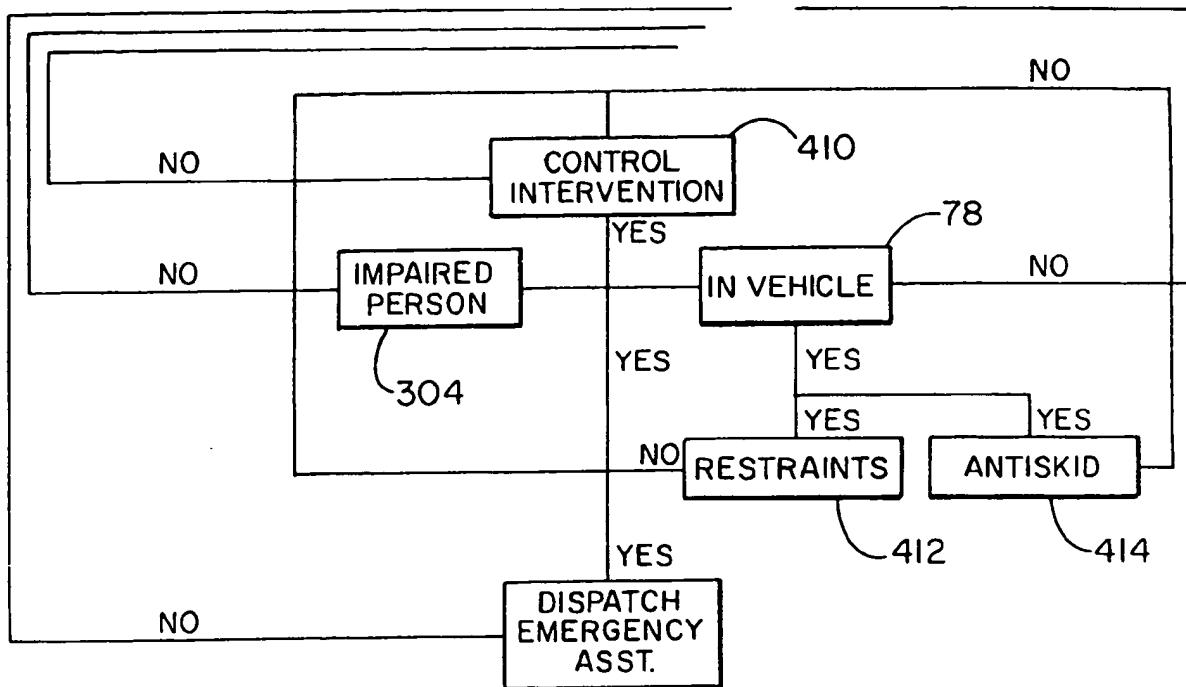 NO
410
CONTROL
INTERVENTION
NO
YES
78
IMPAIRED
PERSON
NO
IN VEHICLE
NO
304
YES
YES
YES
YES
NO
RESTRAINTS
ANTISKID
412
414
YES
DISPATCH
EMERGENCY
ASST.
NO